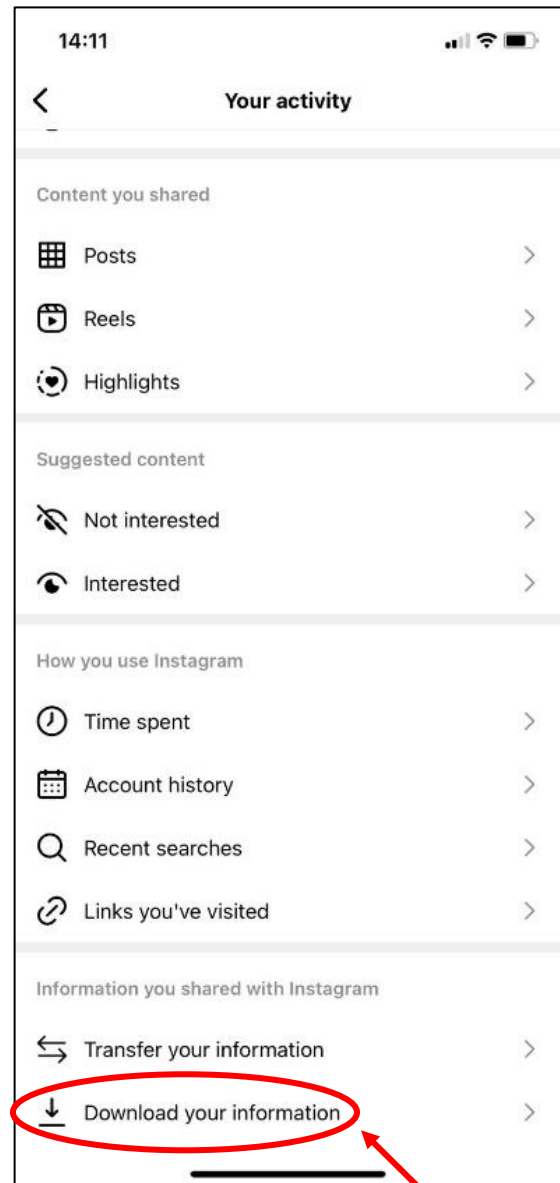 14:11
Your activity
Content you shared
Posts
Reels
Highlights
Suggested content
Not interested
Interested
How you use Instagram
Time spent
Account history
Recent searches
Links you've visited
Information you shared with Instagram
Transfer your information
Download your information